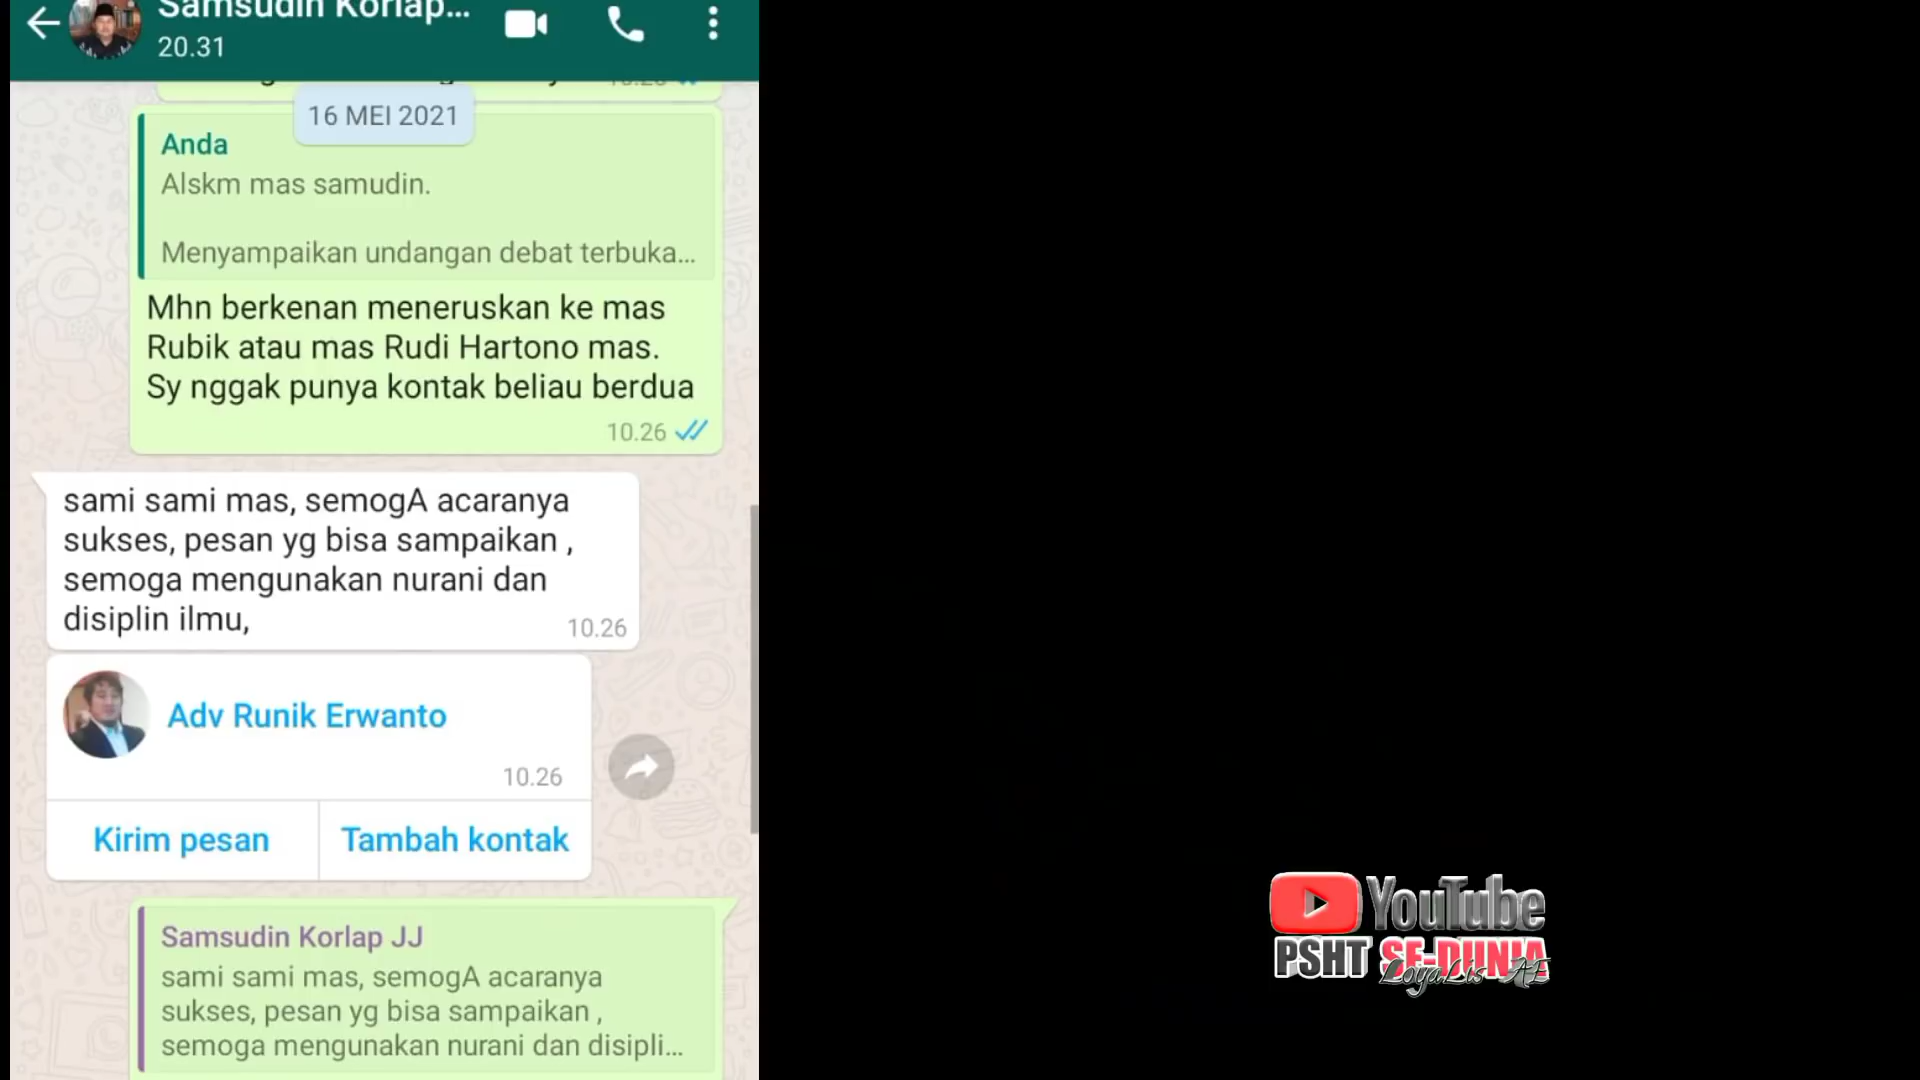 Samsudin Korlap...
20.31
16 MEI 2021
Anda
Alskm mas samudin.
Menyampaikan undangan debat terbuka...
Mhn berkenan meneruskan ke mas
Rubik atau mas Rudi Hartono mas.
Sy nggak punya kontak beliau berdua
10.26
sami sami mas, semogA acaranya
sukses, pesan yg bisa sampaikan ,
semoga mengunakan nurani dan
disiplin ilmu,
10.26
Adv Runik Erwanto
10.26
Kirim pesan
Tambah kontak
Samsudin Korlap JJ
sami sami mas, semogA acaranya
sukses, pesan yg bisa sampaikan ,
semoga mengunakan nurani dan disipli...
YouTube
PSHT SE-DUNIA
LoyaLis AE